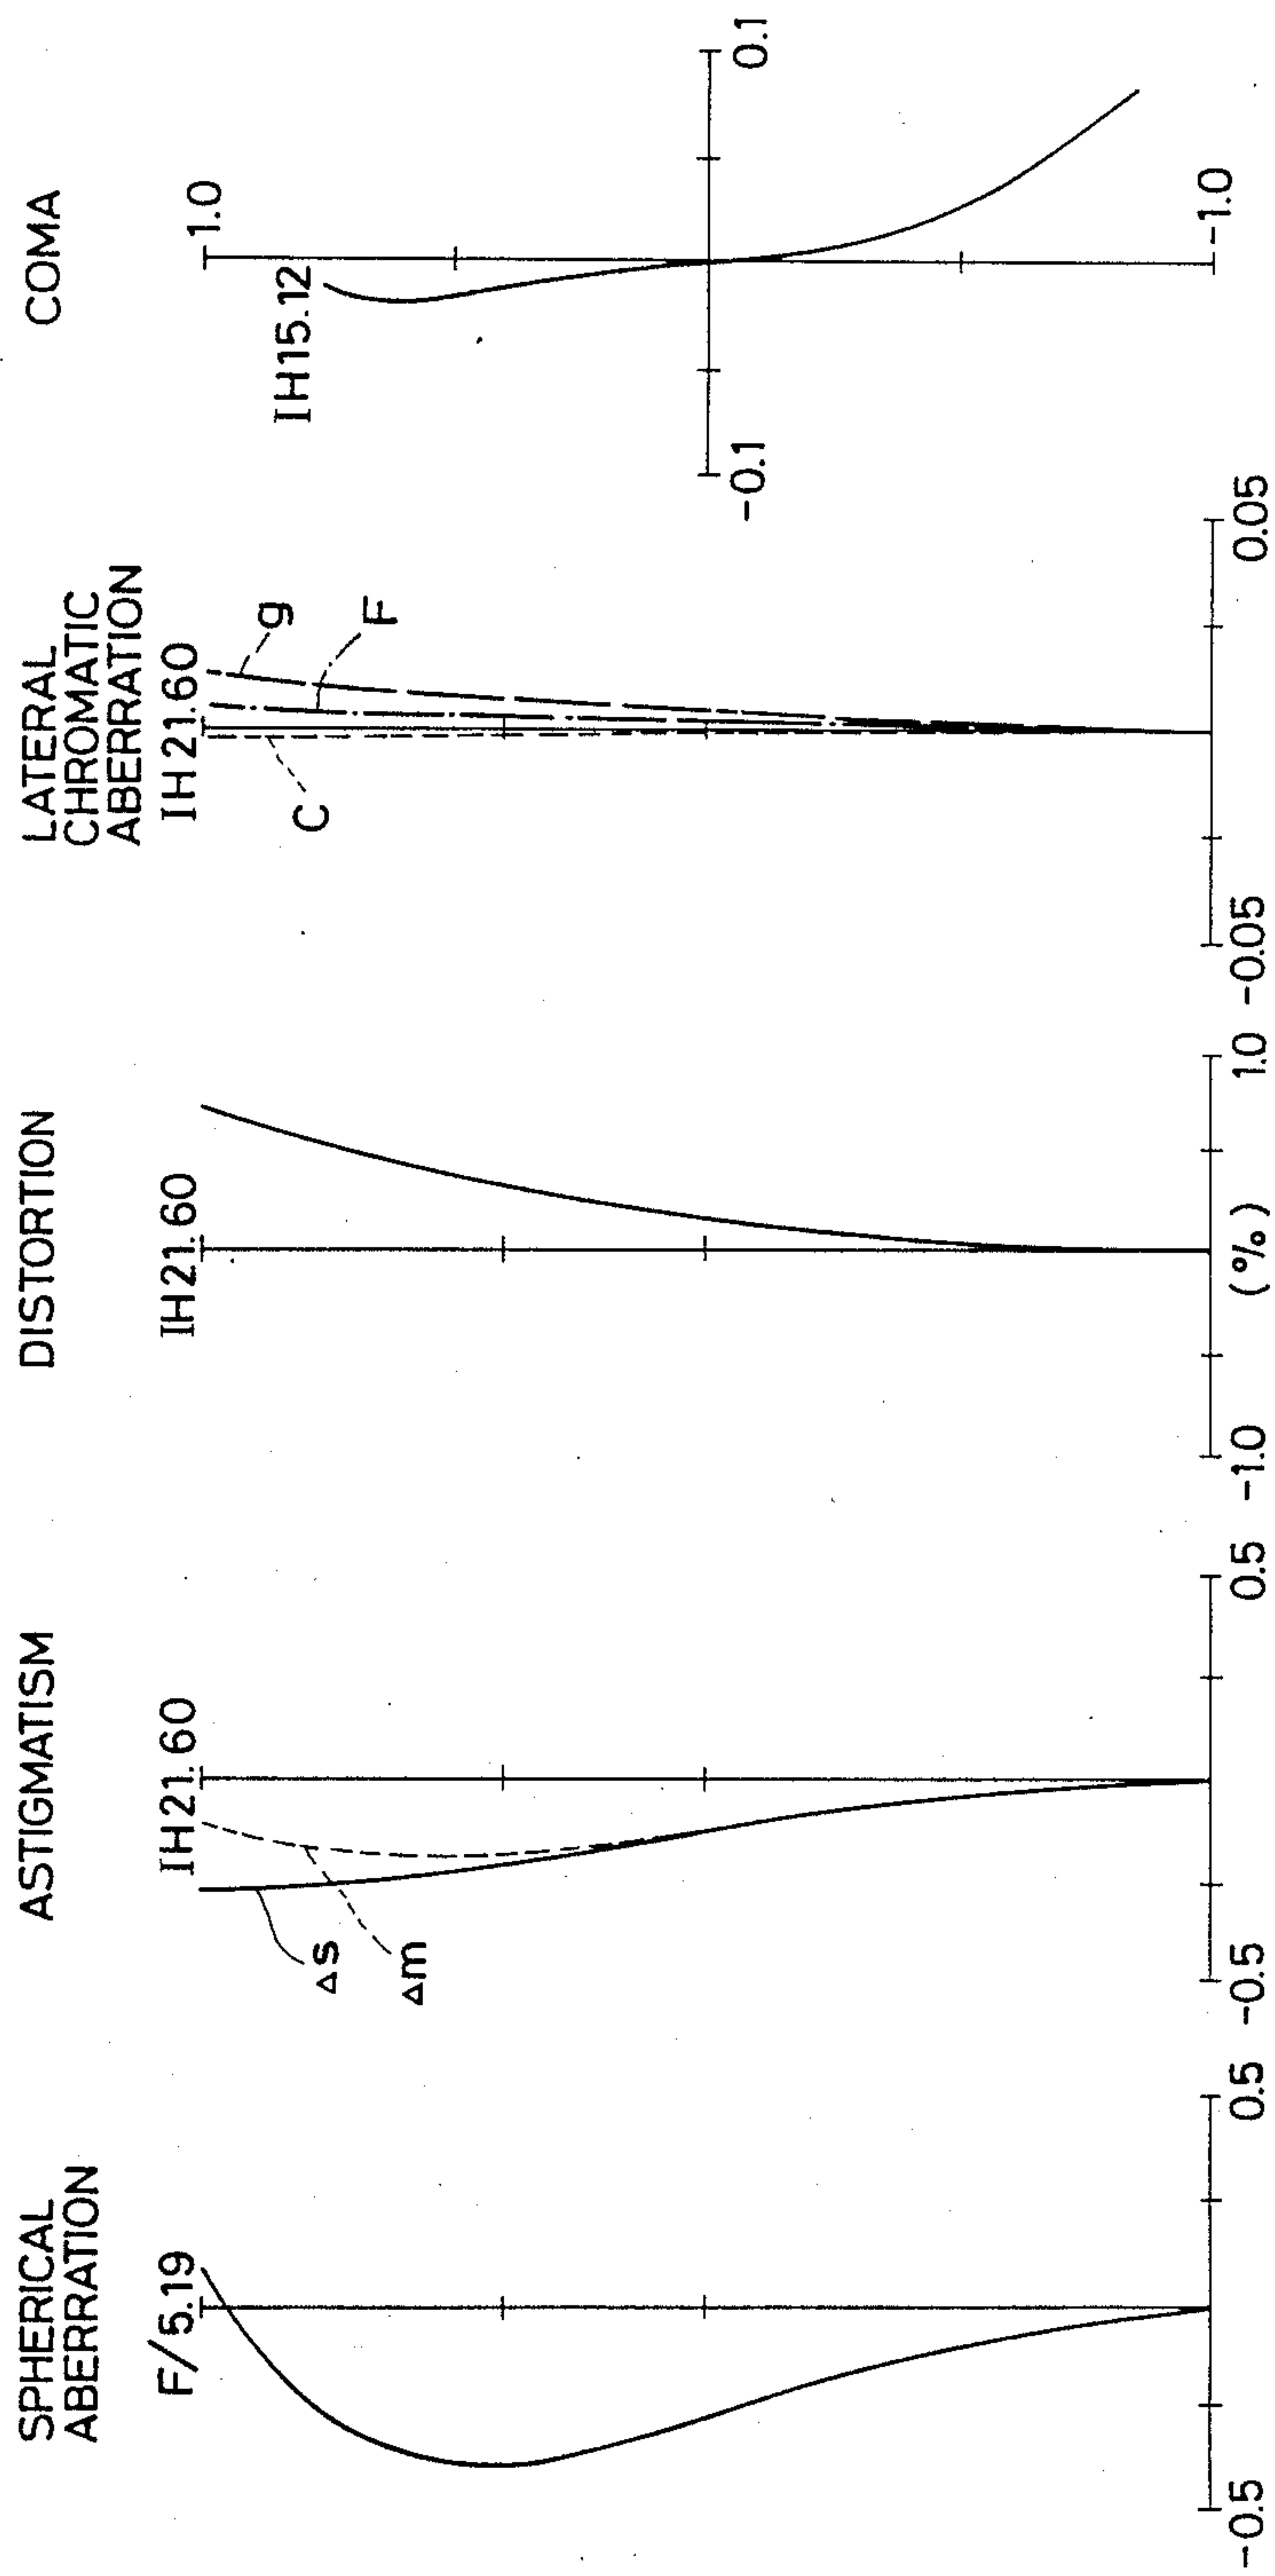 SPHERICAL
ABERRATION
F/5.19
-0.5
0.5
ASTIGMATISM
IH21.60
Δs
Δm
-0.5
0.5
DISTORTION
IH21.60
-1.0
(%)
1.0
LATERAL
CHROMATIC
ABERRATION
IH21.60
g
F
C
-0.05
0.05
COMA
1.0
IH15.12
-0.1
0.1
-1.0